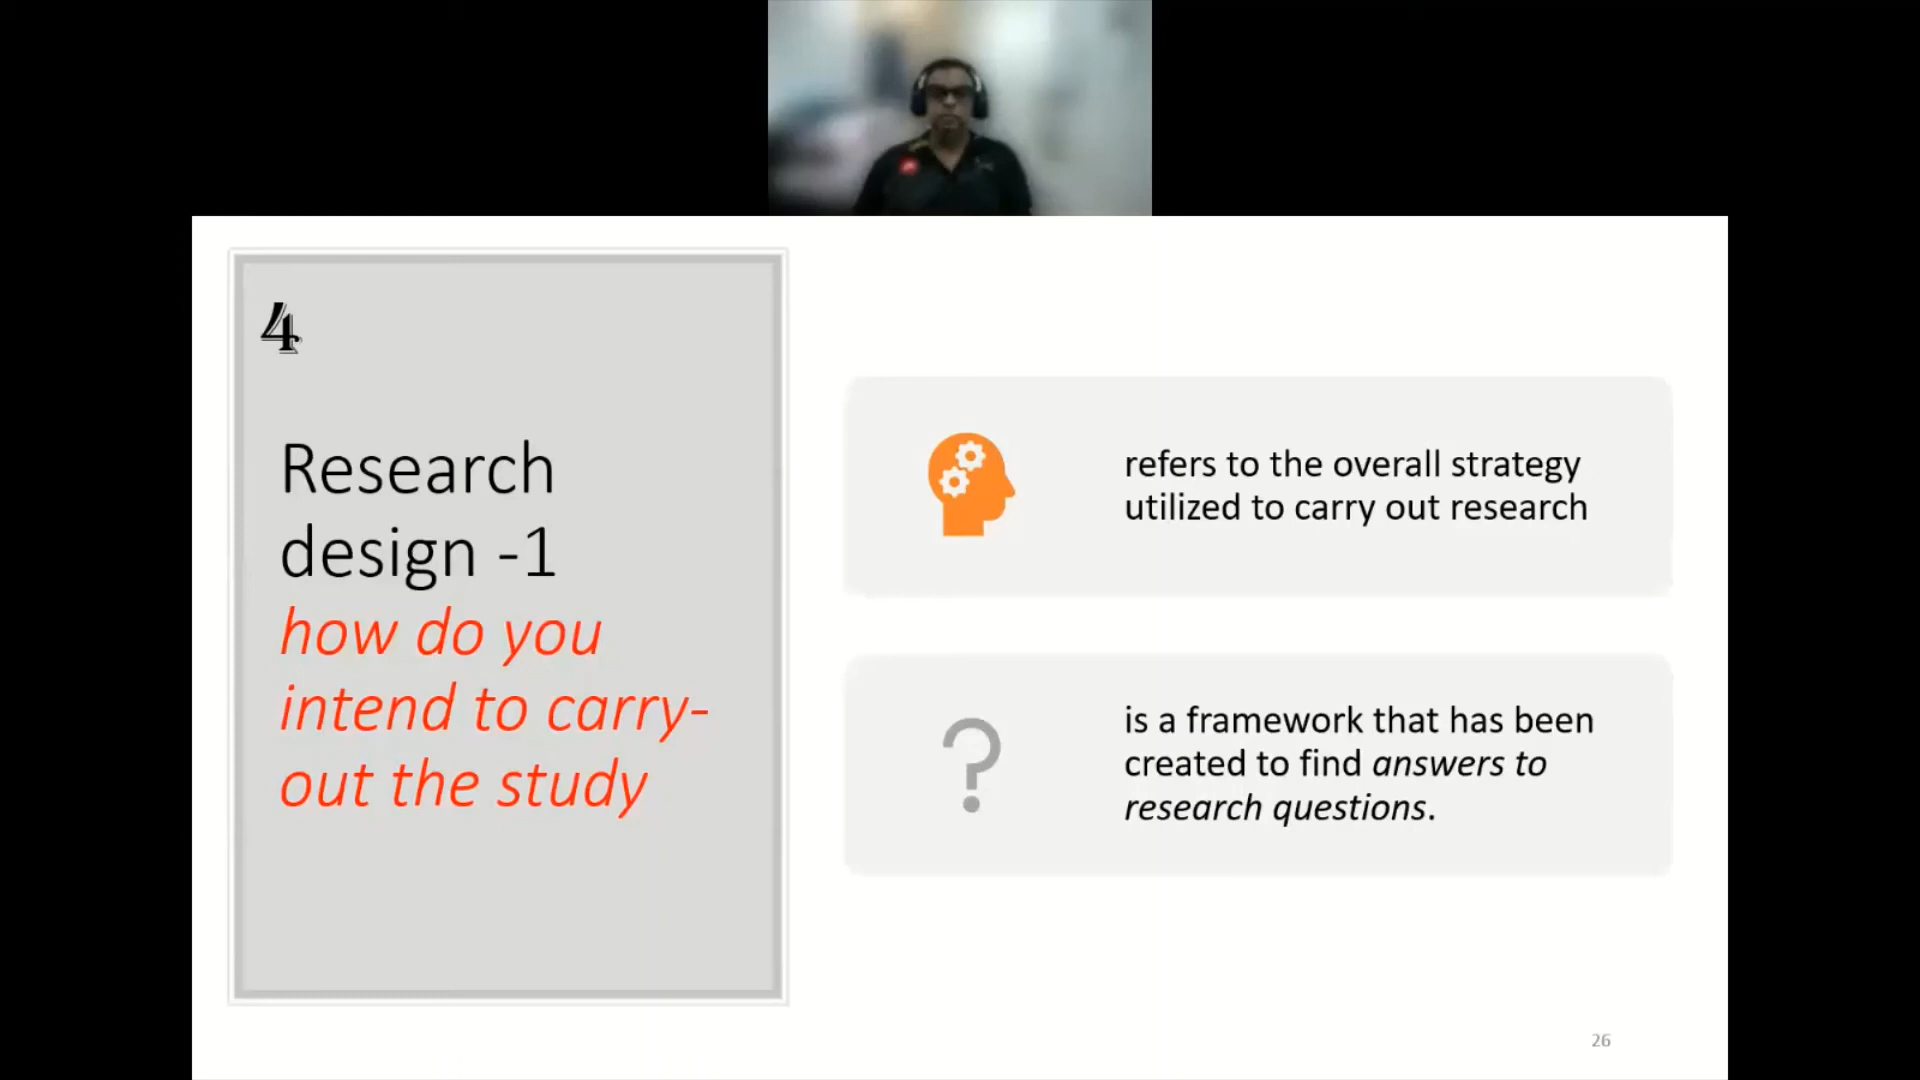 4
Research
design -1
how do you
intend to carry-
out the study
refers to the overall strategy
utilized to carry out research
is a framework that has been
created to find answers to
research questions.
26